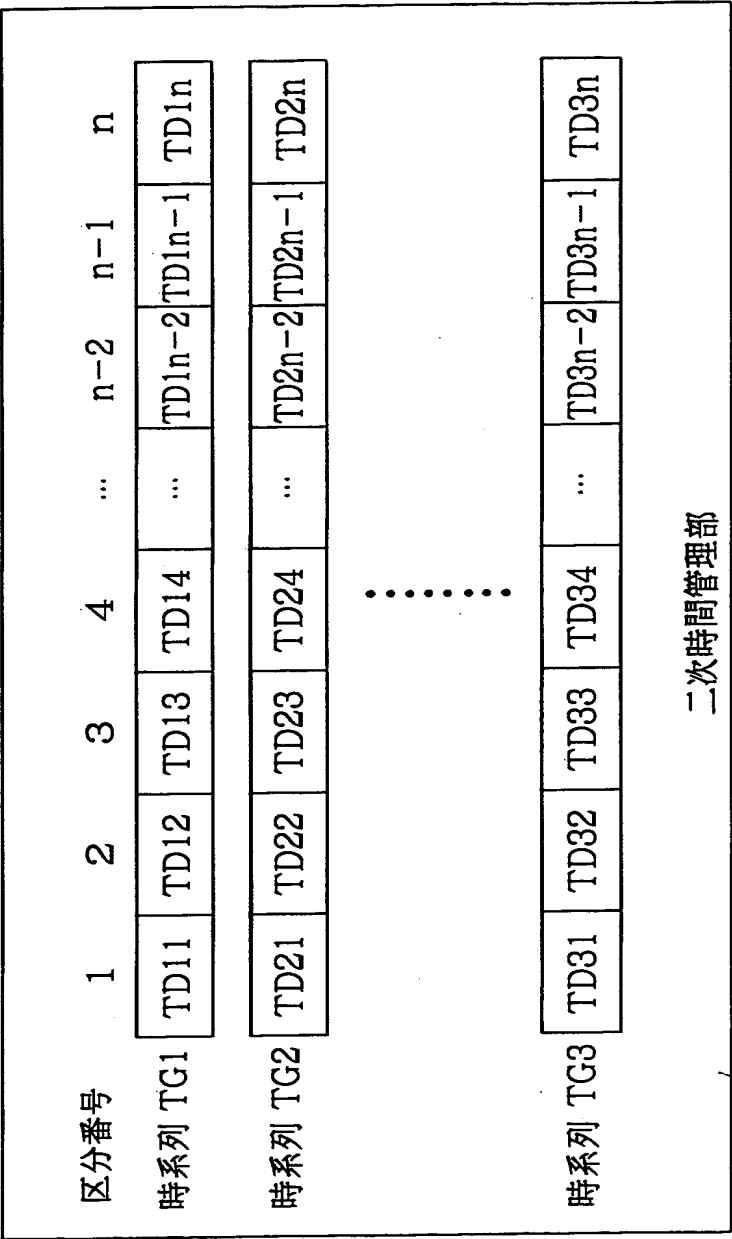 区分番号 1 2 3 4 … n-2 n-1 n
時系列 TG1 TD11 TD12 TD13 TD14 … TD1n-2 TD1n-1 TD1n
時系列 TG2 TD21 TD22 TD23 TD24 … TD2n-2 TD2n-1 TD2n
………
時系列 TG3 TD31 TD32 TD33 TD34 … TD3n-2 TD3n-1 TD3n
二次時間管理部